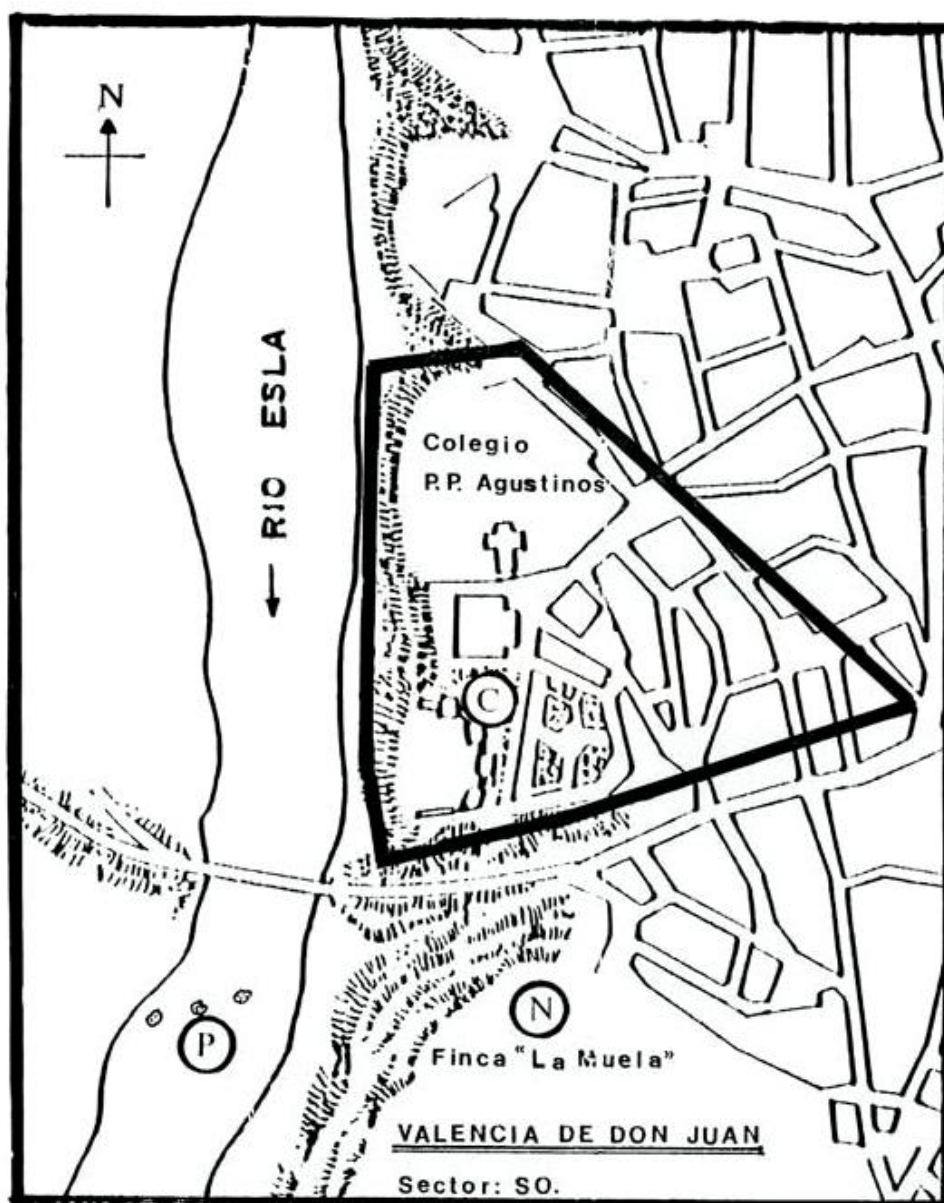 N
RIO ESLA
Colegio
P.P. Agustinos
C
P
N
Finca "La Muela"
VALENCIA DE DON JUAN
Sector: SO.